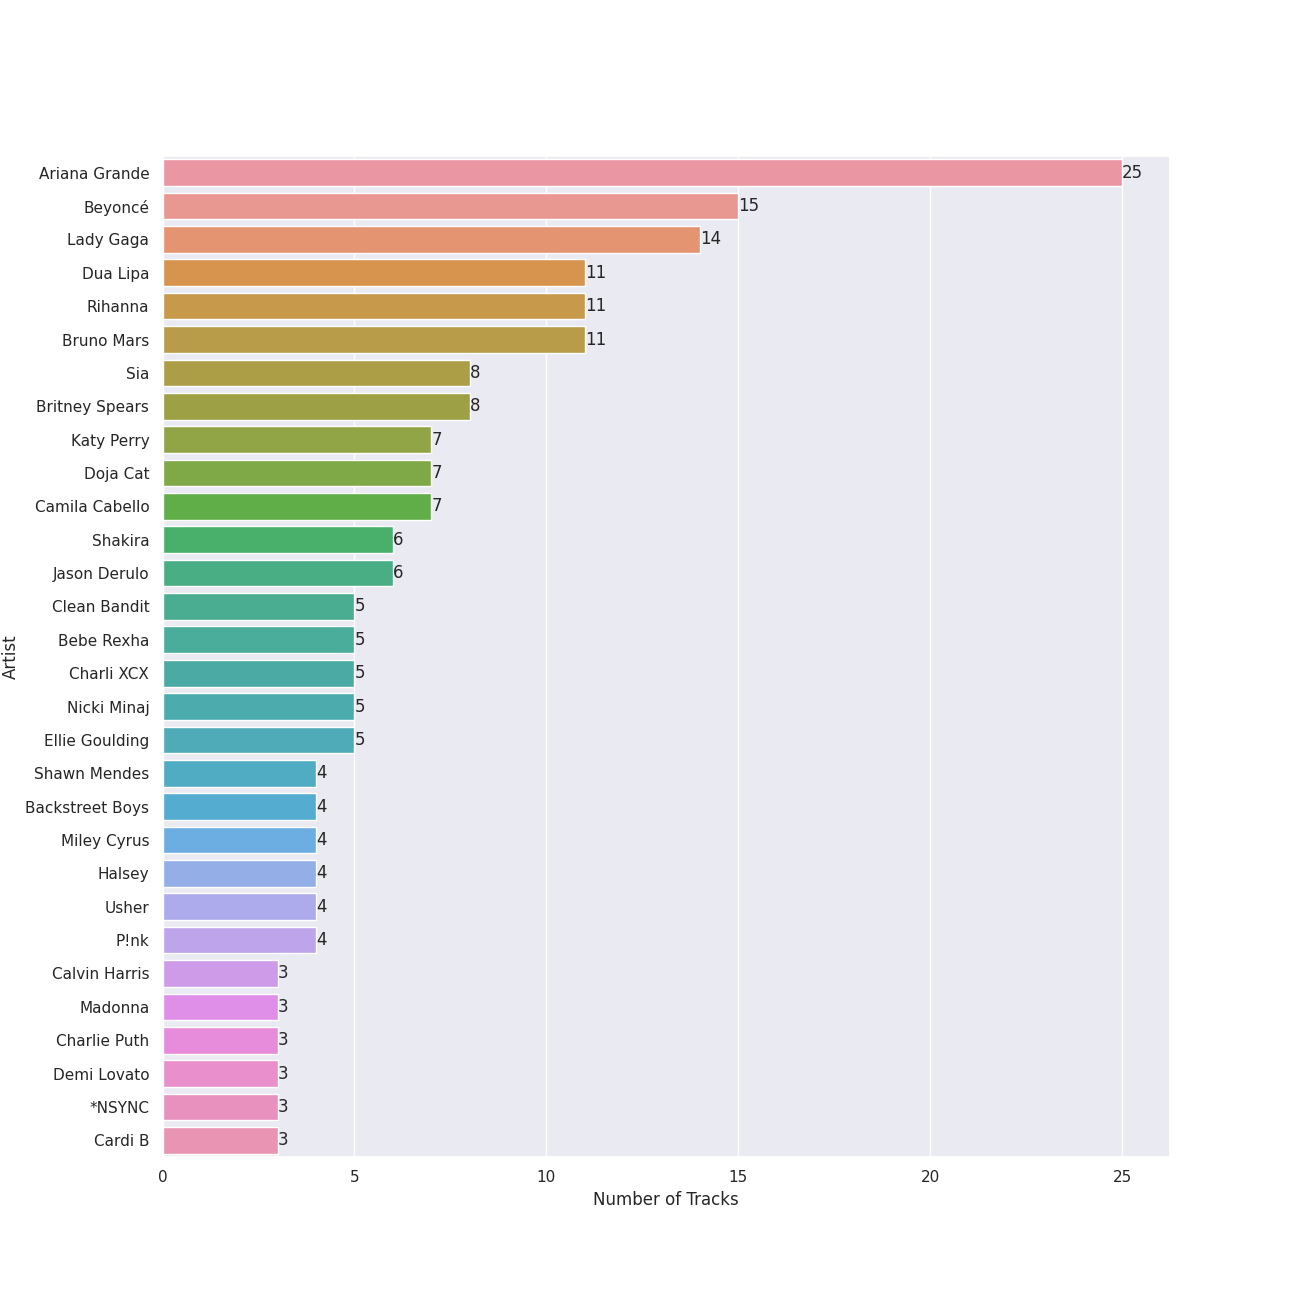 Ariana Grande 25
Beyoncé 15
Lady Gaga 14
Dua Lipa 11
Rihanna 11
Bruno Mars 11
Sia 8
Britney Spears 8
Katy Perry 7
Doja Cat 7
Camila Cabello 7
Shakira 6
Jason Derulo 6
Clean Bandit 5
Bebe Rexha 5
Charli XCX 5
Nicki Minaj 5
Ellie Goulding 5
Shawn Mendes 4
Backstreet Boys 4
Miley Cyrus 4
Halsey 4
Usher 4
P!nk 4
Calvin Harris 3
Madonna 3
Charlie Puth 3
Demi Lovato 3
*NSYNC 3
Cardi B 3
Artist
0 5 10 15 20 25
Number of Tracks